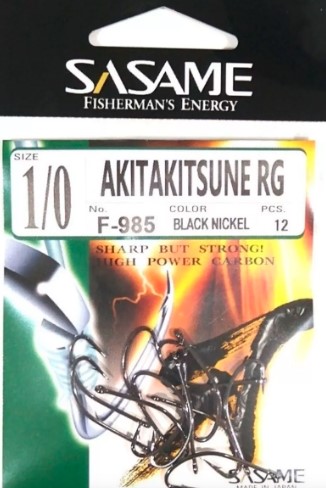 SASAME
FISHERMAN'S ENERGY
SIZE
1/0
AKITAKITSUNE RG
No. COLOR PCS.
F-985 BLACK NICKEL 12
SHARP BUT STRONG!
HIGH POWER CARBON
SASAME
MADE IN JAPAN